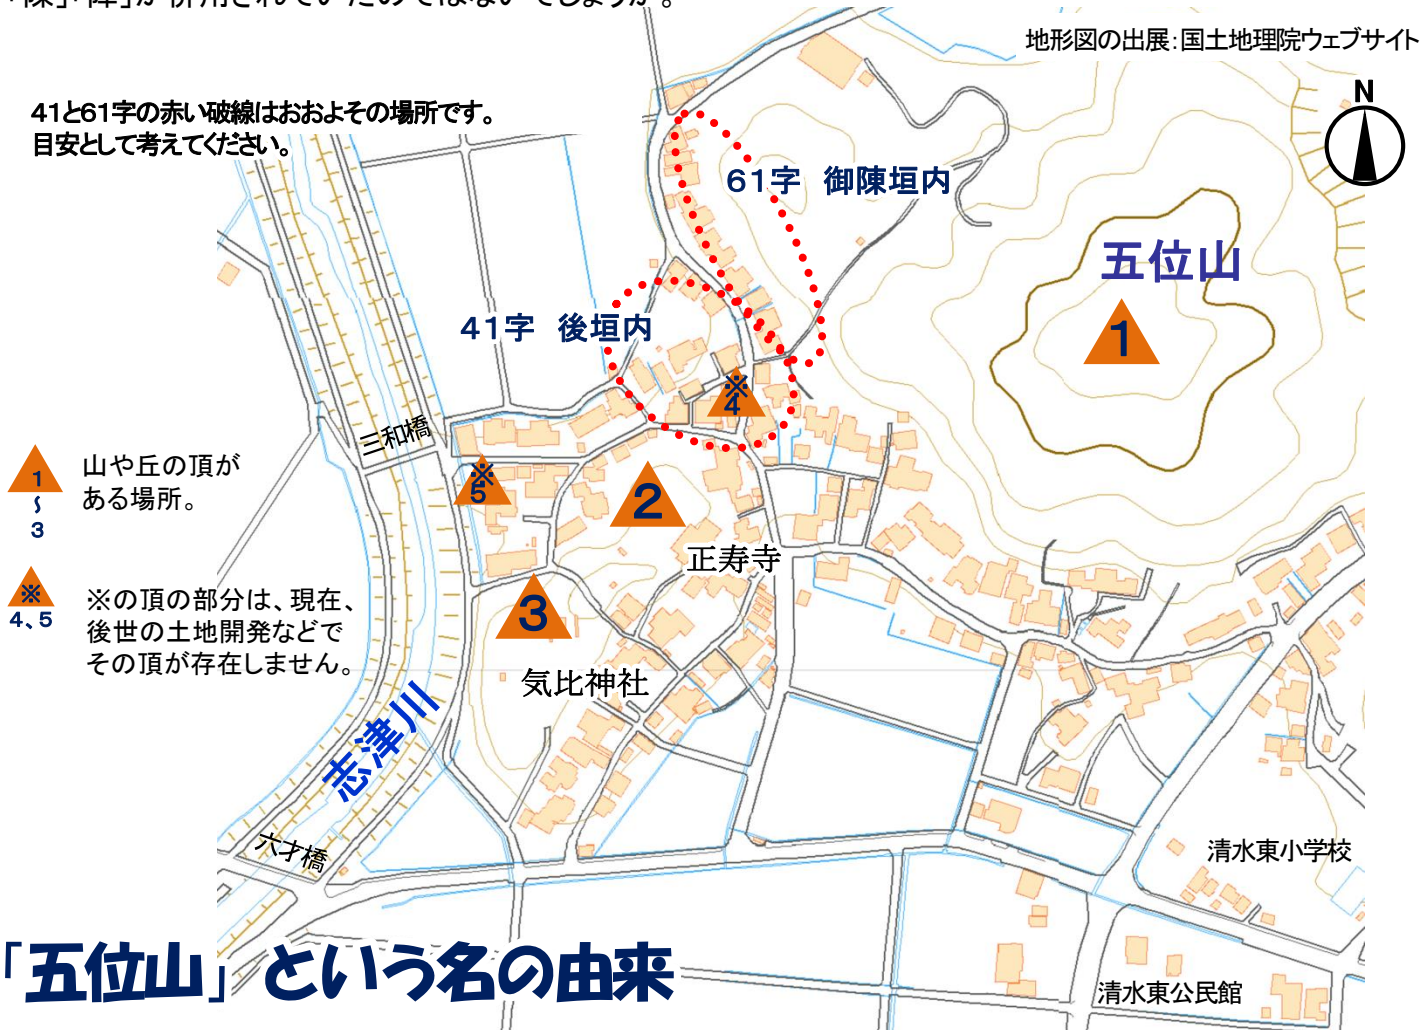 「陳」「陣」が併用されていたのではないでしょうか。
地形図の出展：国土地理院ウェブサイト
41と61字の赤い破線はおおよその場所です。
目安として考えてください。
N
61字　御陳垣内
五位山
1
41字　後垣内
※
4
三和橋
1
～
3
山や丘の頂が
ある場所。
※
5
2
正寿寺
※
4、5
※の頂の部分は、現在、
後世の土地開発などで
その頂が存在しません。
3
気比神社
志津川
六才橋
清水東小学校
「五位山」という名の由来
清水東公民館